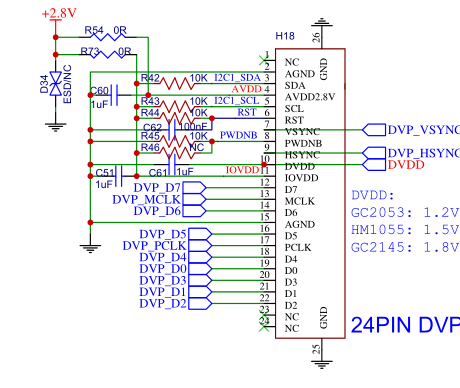 +2.8V
R54 0R
R73 0R
H18
26
D34
ESD/NC
C60
1uF
R42 10K I2C1_SDA
AVDD
R43 10K I2C1_SCL
R44 10K RST
C62 100nF
R45 10K PWDNB
R46 NC
C51
1uF
C61 1uF
IOVDD
1 NC
2 AGND
3 SDA
4 AVDD2.8V
5 SCL
6 RST
7 VSYNC DVP_VSYNC
8 PWDNB
9 HSYNC DVP_HSYNC
10 DVDD DVDD
11 IOVDD
DVP_D7 12 D7
DVP_MCLK 13 MCLK
DVP_D6 14 D6
15 AGND
DVP_D5 16 D5
DVP_PCLK 17 PCLK
DVP_D4 18 D4
DVP_D0 19 D0
DVP_D3 20 D3
DVP_D1 21 D1
DVP_D2 22 D2
23 NC
24 NC
GND
GND
25
DVDD:
GC2053: 1.2V
HM1055: 1.5V
GC2145: 1.8V
24PIN DVP